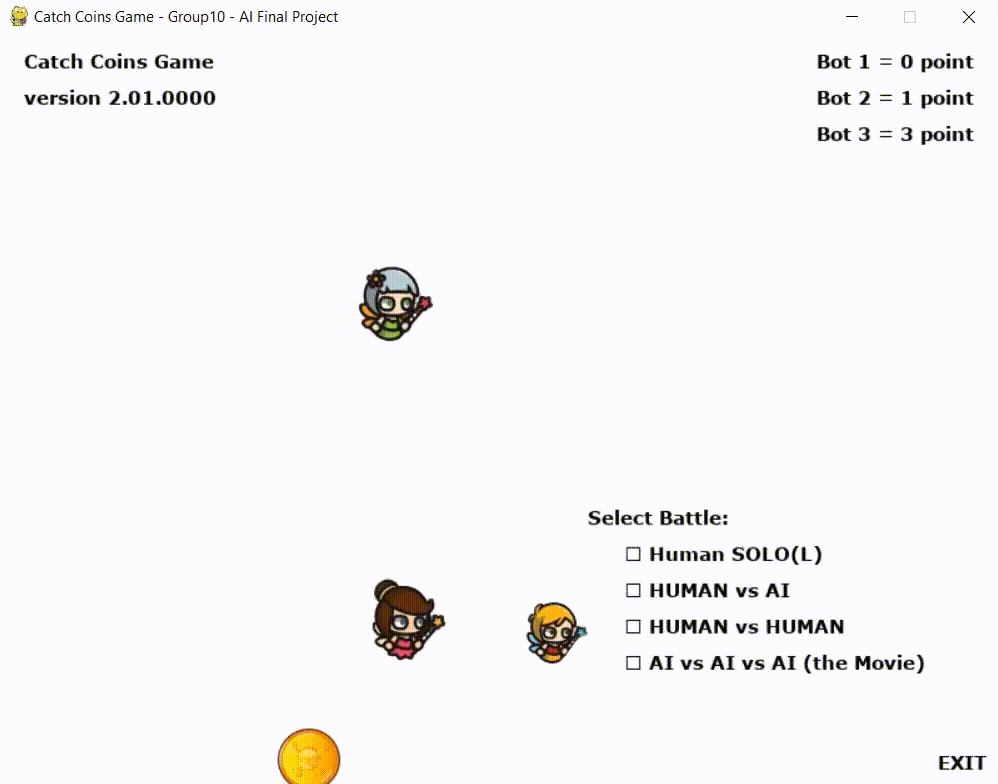 Catch Coins Game - Group10 - AI Final Project
Catch Coins Game
version 2.01.0000
Bot 1 = 0 point
Bot 2 = 1 point
Bot 3 = 3 point
Select Battle:
Human SOLO(L)
HUMAN vs AI
HUMAN vs HUMAN
AI vs AI vs AI (the Movie)
EXIT